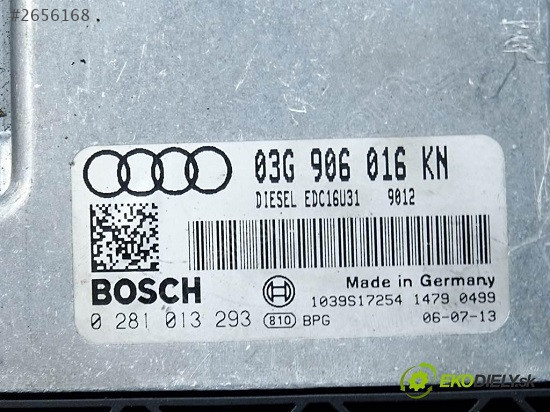 #2656168
03G 906 016 KN
DIESEL EDC16U31 9012
BOSCH
Made in Germany
1039S17254 1479 0499
0 281 013 293 810 BPG 06-07-13
EKODIELY.sk